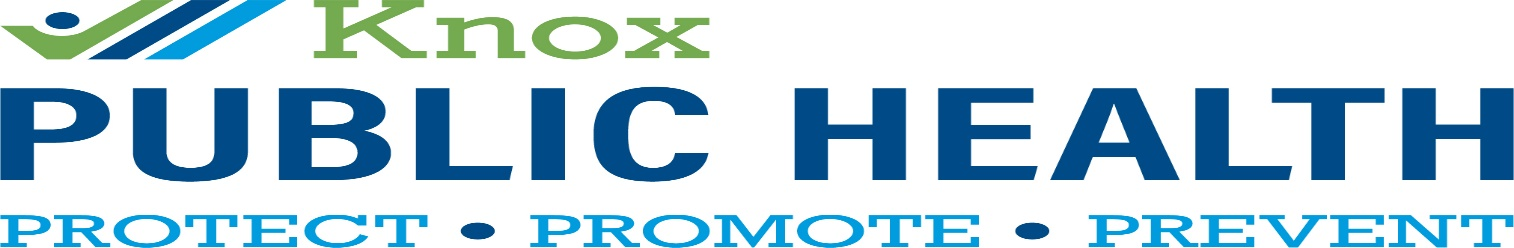 Knox
PUBLIC HEALTH
PROTECT • PROMOTE • PREVENT